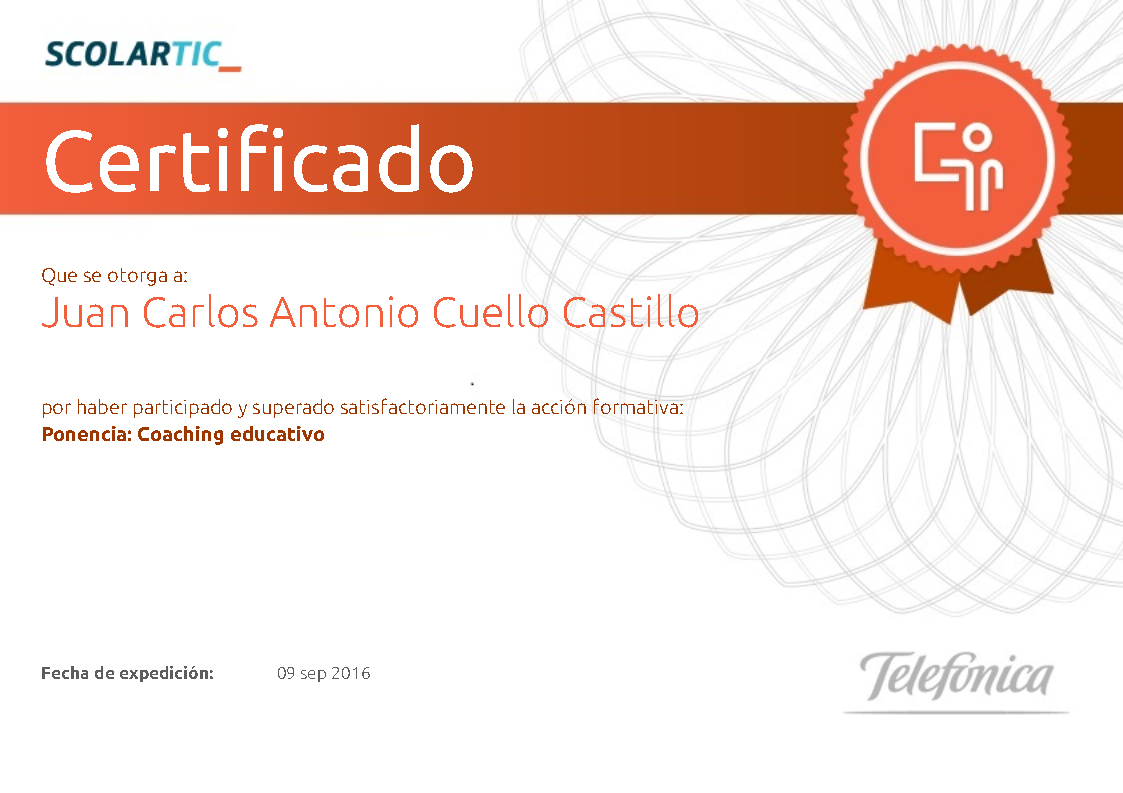 SCOLARTIC_
Certificado
Que se otorga a:
Juan Carlos Antonio Cuello Castillo
.
por haber participado y superado satisfactoriamente la acción formativa:
Ponencia: Coaching educativo
Fecha de expedición: 09 sep 2016
Telefónica